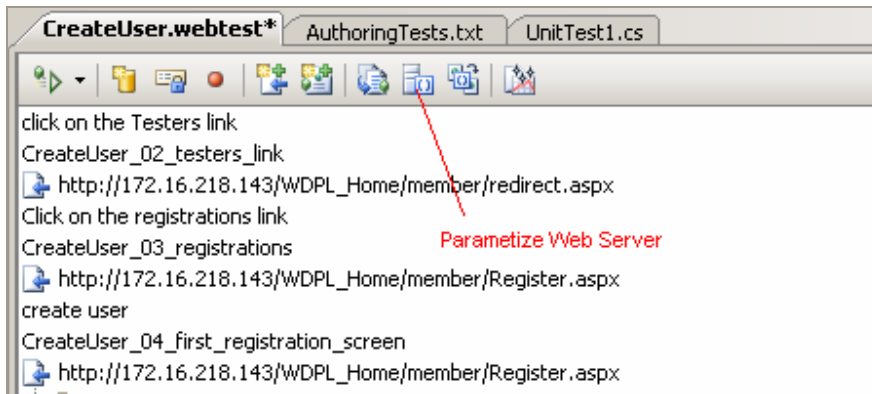 CreateUser.webtest* AuthoringTests.txt UnitTest1.cs
click on the Testers link
CreateUser_02_testers_link
http://172.16.218.143/WDPL_Home/member/redirect.aspx
Click on the registrations link
Parametize Web Server
CreateUser_03_registrations
http://172.16.218.143/WDPL_Home/member/Register.aspx
create user
CreateUser_04_first_registration_screen
http://172.16.218.143/WDPL_Home/member/Register.aspx